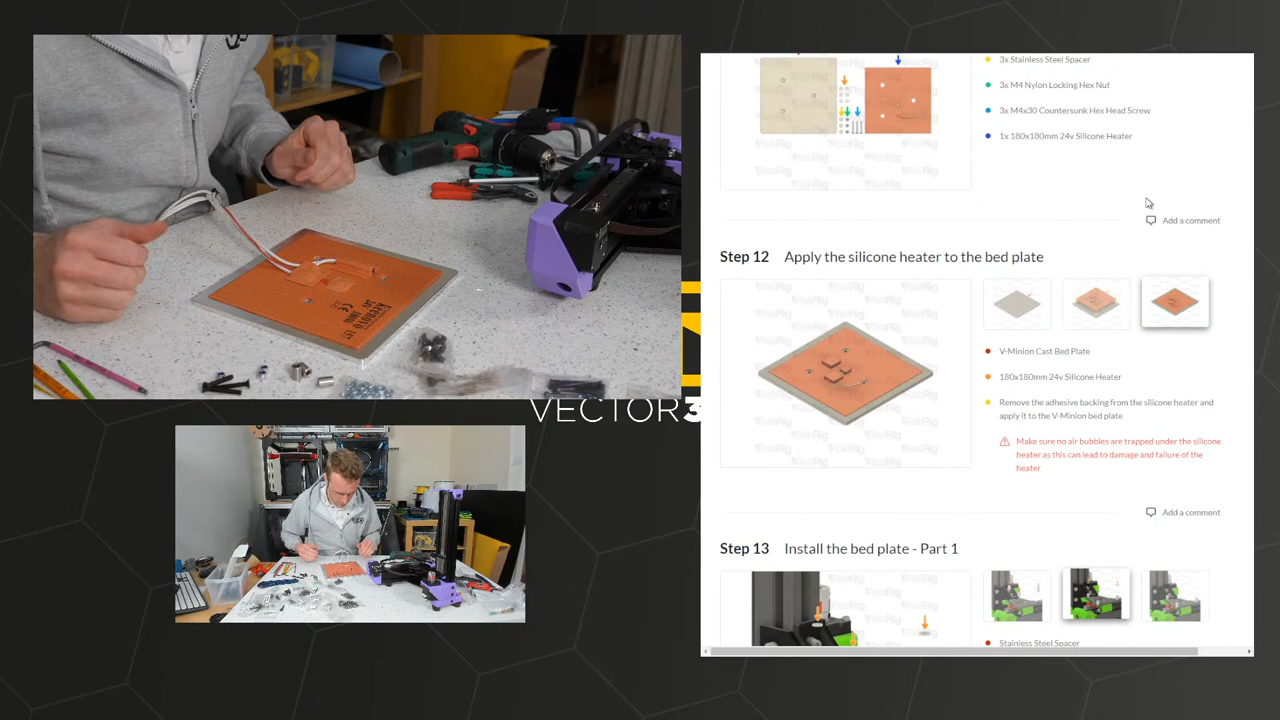 3x Stainless Steel Spacer
3x M4 Nylon Locking Hex Nut
3x M4x30 Countersunk Hex Head Screw
1x 180x180mm 24v Silicone Heater
Add a comment
Step 12 Apply the silicone heater to the bed plate
V-Minion Cast Bed Plate
180x180mm 24v Silicone Heater
Remove the adhesive backing from the silicone heater and
apply it to the V-Minion bed plate
Make sure no air bubbles are trapped under the silicone
heater as this can lead to damage and failure of the
heater
Add a comment
Step 13 Install the bed plate - Part 1
Stainless Steel Spacer
VECTOR3
keenovo
CE